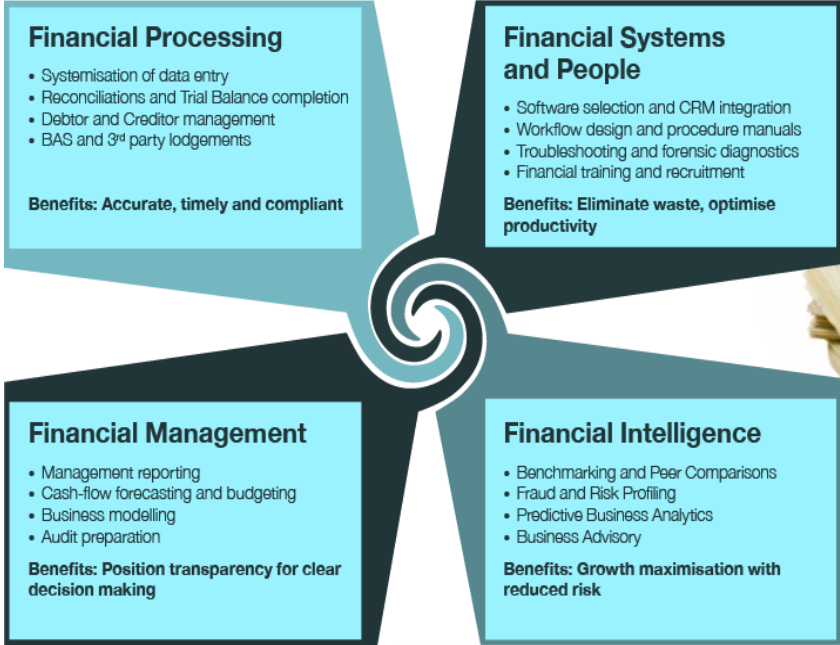 Financial Processing
• Systemisation of data entry
• Reconciliations and Trial Balance completion
• Debtor and Creditor management
• BAS and 3rd party lodgements
Benefits: Accurate, timely and compliant
Financial Systems
and People
• Software selection and CRM integration
• Workflow design and procedure manuals
• Troubleshooting and forensic diagnostics
• Financial training and recruitment
Benefits: Eliminate waste, optimise
productivity
Financial Management
• Management reporting
• Cash-flow forecasting and budgeting
• Business modelling
• Audit preparation
Benefits: Position transparency for clear
decision making
Financial Intelligence
• Benchmarking and Peer Comparisons
• Fraud and Risk Profiling
• Predictive Business Analytics
• Business Advisory
Benefits: Growth maximisation with
reduced risk